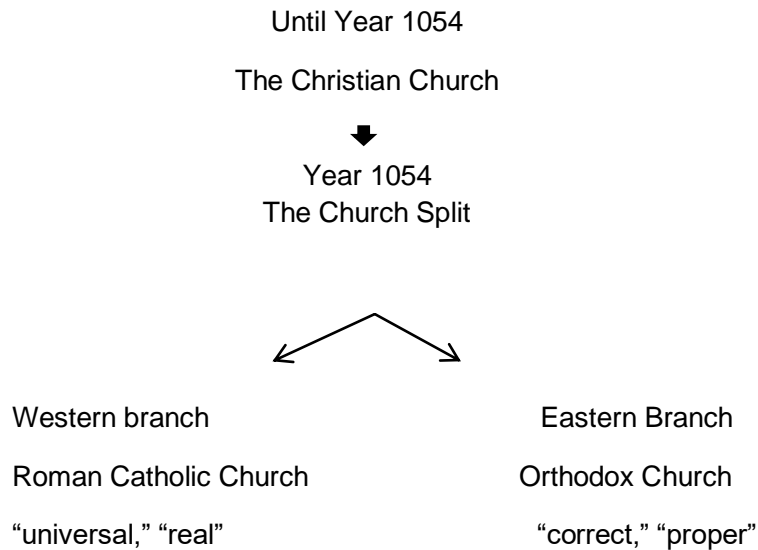 Until Year 1054
The Christian Church
Year 1054
The Church Split
Western branch Eastern Branch
Roman Catholic Church Orthodox Church
“universal,” “real” “correct,” “proper”